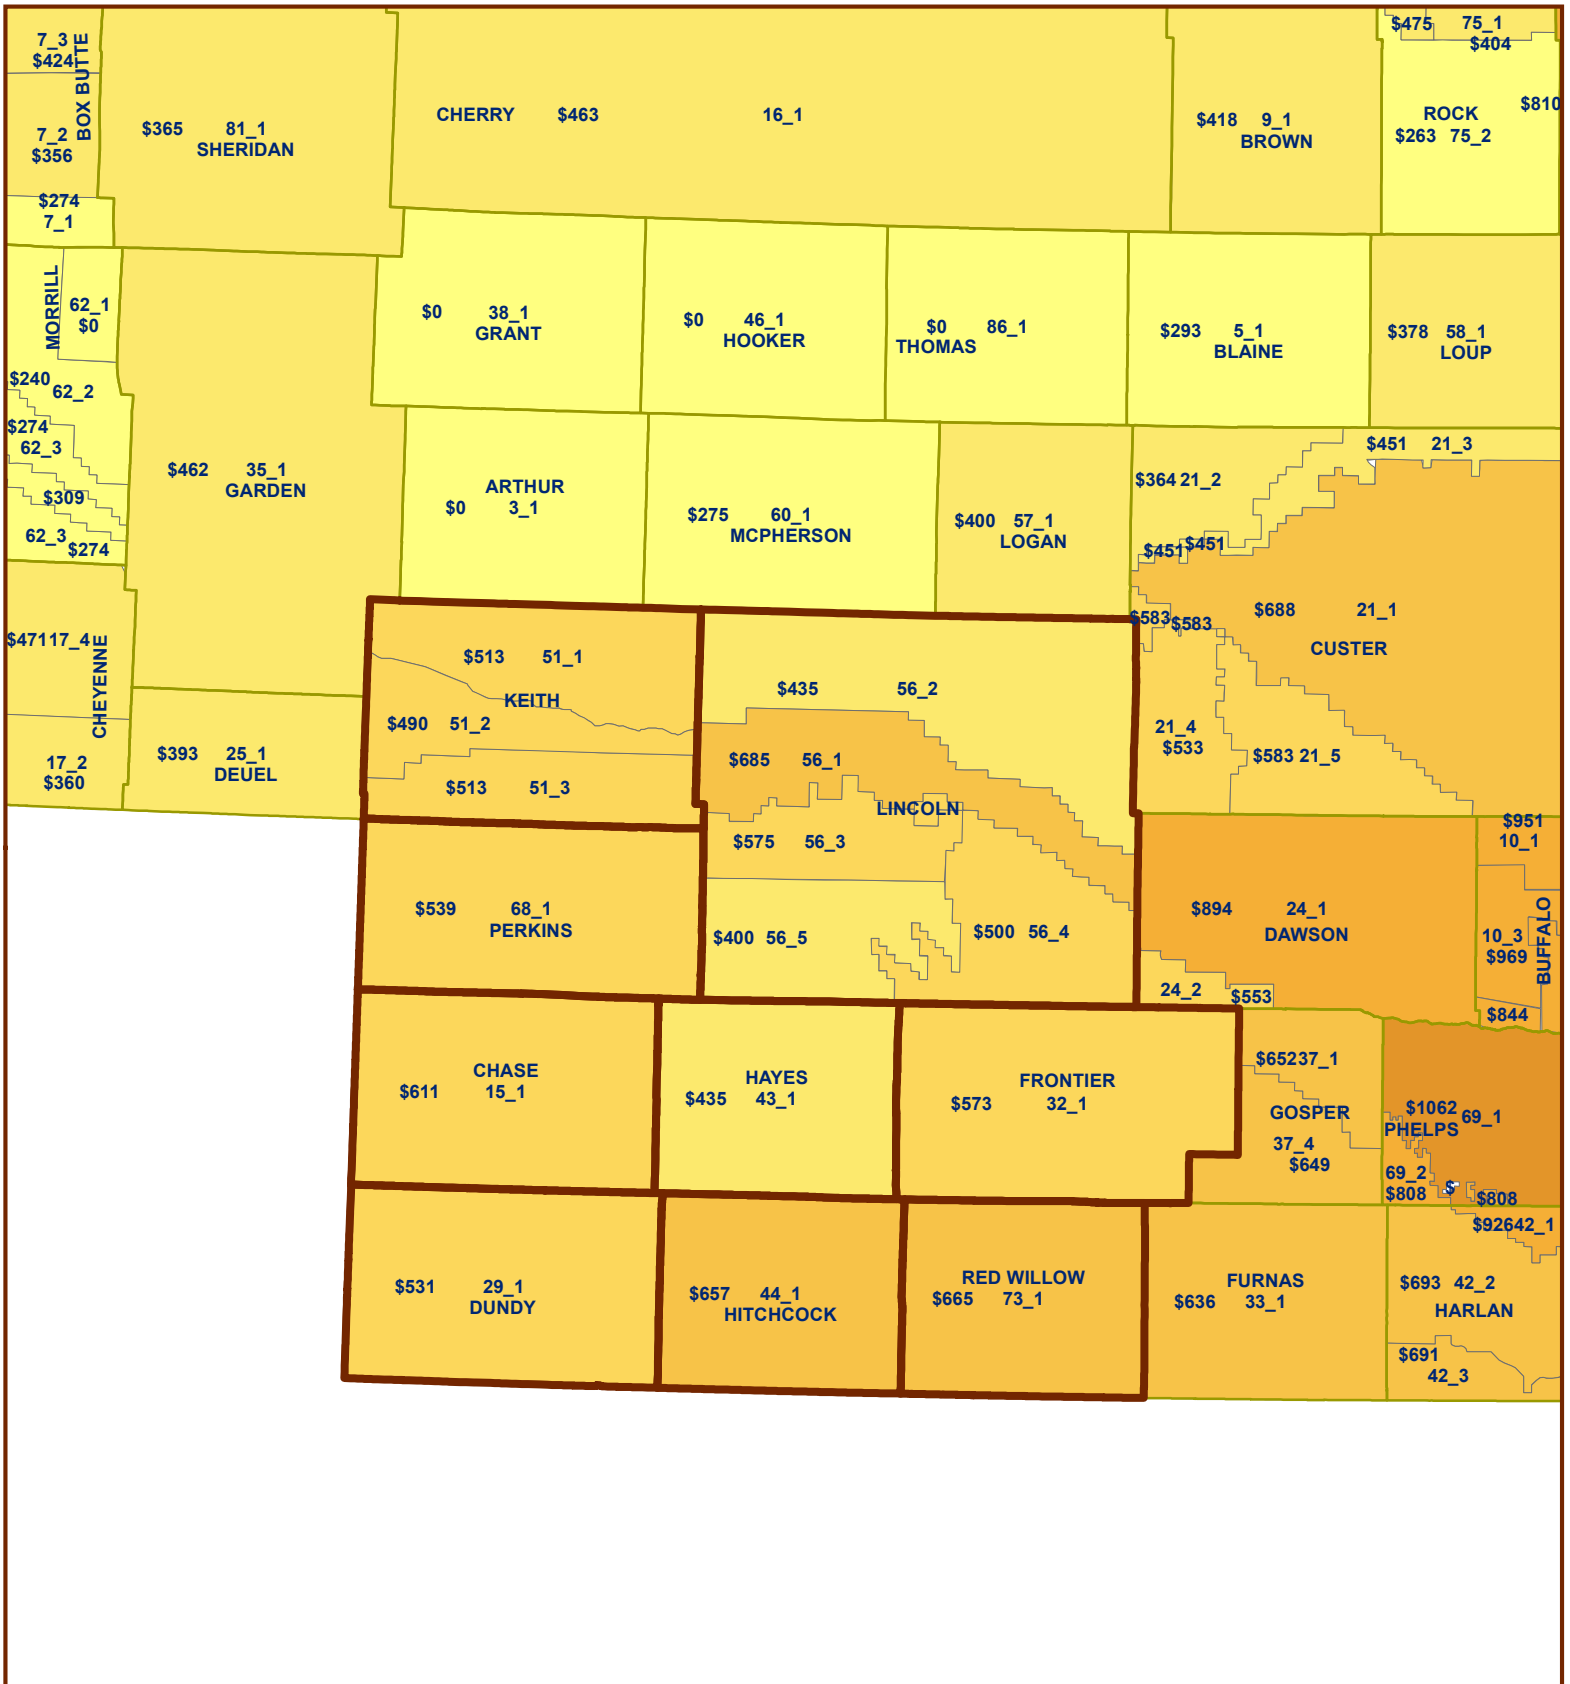 7_3
$424
BOX BUTTE
7_2
$356
$274
7_1
$365 81_1
SHERIDAN
CHERRY $463 16_1
$418 9_1
BROWN
$475 75_1
$404
ROCK $810
$263 75_2
MORRILL
62_1
$0
$240 62_2
$274
62_3
$309
62_3
$274
$0 38_1
GRANT
$0 46_1
HOOKER
$0 86_1
THOMAS
$293 5_1
BLAINE
$378 58_1
LOUP
$462 35_1
GARDEN
ARTHUR
$0 3_1
$275 60_1
MCPHERSON
$400 57_1
LOGAN
$451 21_3
$364 21_2
$451 $451
$583 $583
$688 21_1
CUSTER
21_4
$533
$583 21_5
$47117_4
CHEYENNE
17_2
$360
$393 25_1
DEUEL
$513 51_1
KEITH
$490 51_2
$513 51_3
$435 56_2
$685 56_1
LINCOLN
$575 56_3
$400 56_5
$500 56_4
$539 68_1
PERKINS
$894 24_1
DAWSON
24_2 $553
$951
10_1
10_3
$969
BUFFALO
$844
CHASE
$611 15_1
HAYES
$435 43_1
FRONTIER
$573 32_1
$65237_1
GOSPER
37_4
$649
$1062 69_1
PHELPS
69_2
$808 $ $808
$531 29_1
DUNDY
$657 44_1
HITCHCOCK
RED WILLOW
$665 73_1
FURNAS
$636 33_1
$92642_1
$693 42_2
HARLAN
$691
42_3